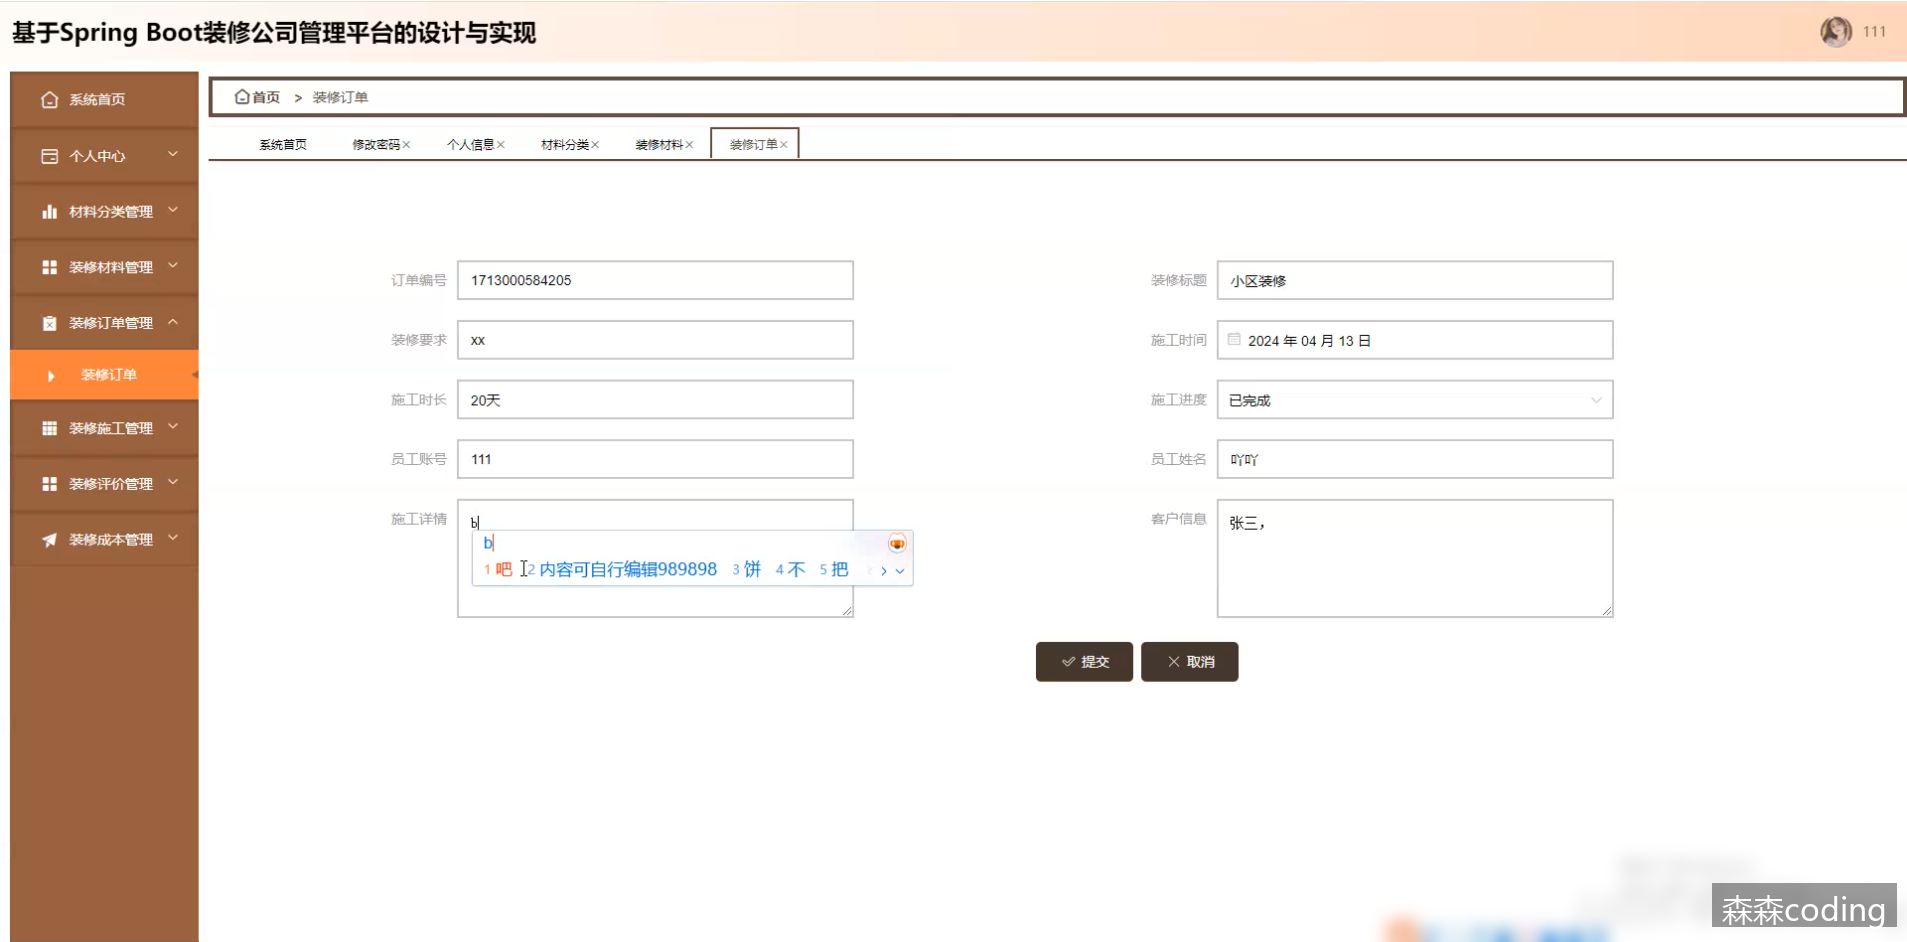 基于Spring Boot装修公司管理平台的设计与实现
111
系统首页
个人中心
材料分类管理
装修材料管理
装修订单管理
装修订单
装修施工管理
装修评价管理
装修成本管理
首页 > 装修订单
系统首页 修改密码× 个人信息× 材料分类× 装修材料× 装修订单×
订单编号 1713000584205
装修标题 小区装修
装修要求 xx
施工时间 2024 年 04 月 13 日
施工时长 20天
施工进度 已完成
员工账号 111
员工姓名 吖吖
施工详情 b
客户信息 张三，
b
1 吧 2 内容可自行编辑989898 3 饼 4 不 5 把
提交 取消
森森coding